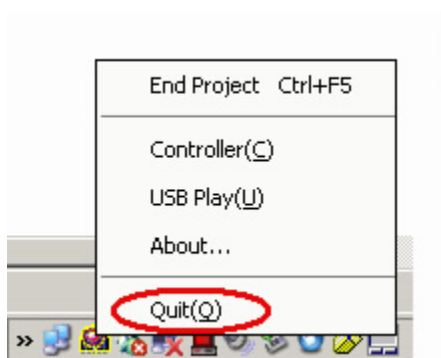 End Project Ctrl+F5
Controller(C)
USB Play(U)
About...
Quit(Q)
»